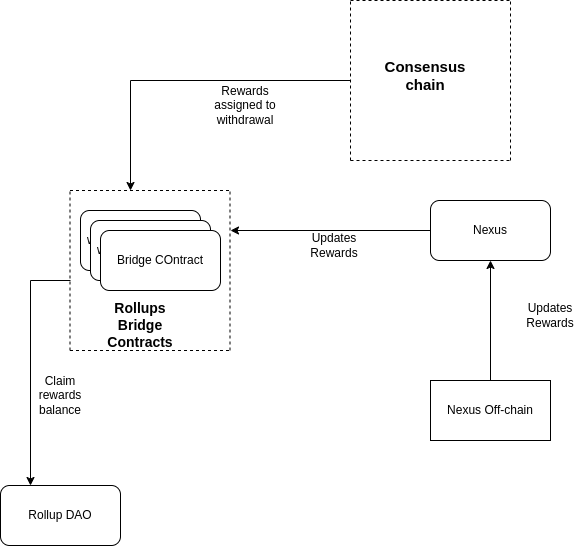 Consensus
chain
Rewards
assigned to
withdrawal
Nexus
Updates
Rewards
Bridge COntract
Rollups
Bridge
Contracts
Updates
Rewards
Claim
rewards
balance
Nexus Off-chain
Rollup DAO